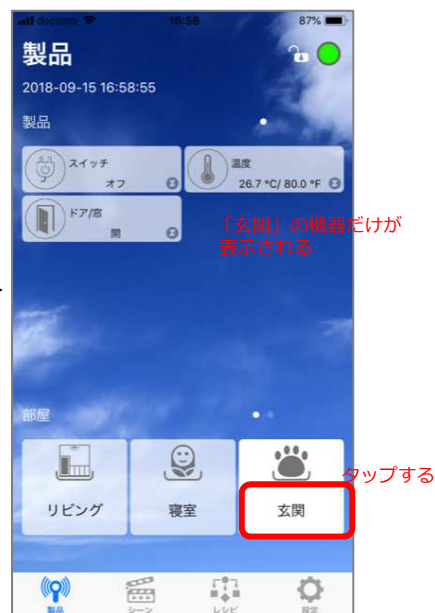 docomo 16:58 87%
製品
2018-09-15 16:58:55
製品
スイッチ
オフ
温度
26.7 °C/ 80.0 °F
ドア/窓
開
「玄関」の機器だけが
表示される
部屋
リビング
寝室
玄関
タップする
製品
シーン
レシピ
設定